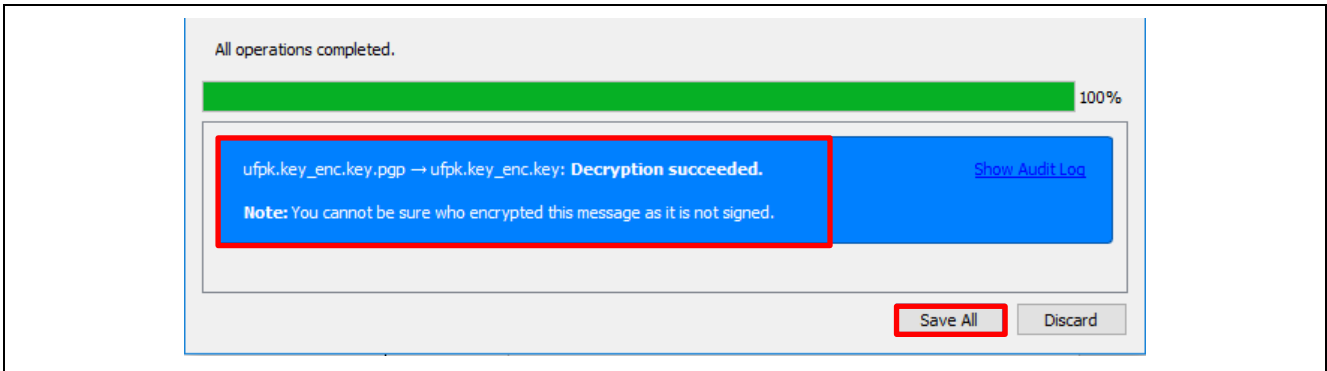 All operations completed.
100%
ufpk.key_enc.key.pgp → ufpk.key_enc.key: Decryption succeeded.
Show Audit Log
Note: You cannot be sure who encrypted this message as it is not signed.
Save All
Discard